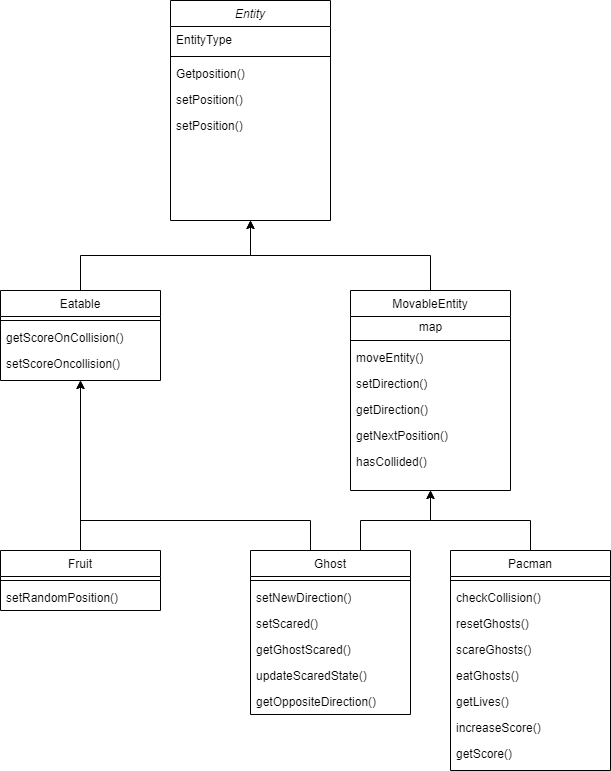 Entity
EntityType
Getposition()
setPosition()
setPosition()
Eatable
getScoreOnCollision()
setScoreOncollision()
MovableEntity
map
moveEntity()
setDirection()
getDirection()
getNextPosition()
hasCollided()
Fruit
setRandomPosition()
Ghost
setNewDirection()
setScared()
getGhostScared()
updateScaredState()
getOppositeDirection()
Pacman
checkCollision()
resetGhosts()
scareGhosts()
eatGhosts()
getLives()
increaseScore()
getScore()